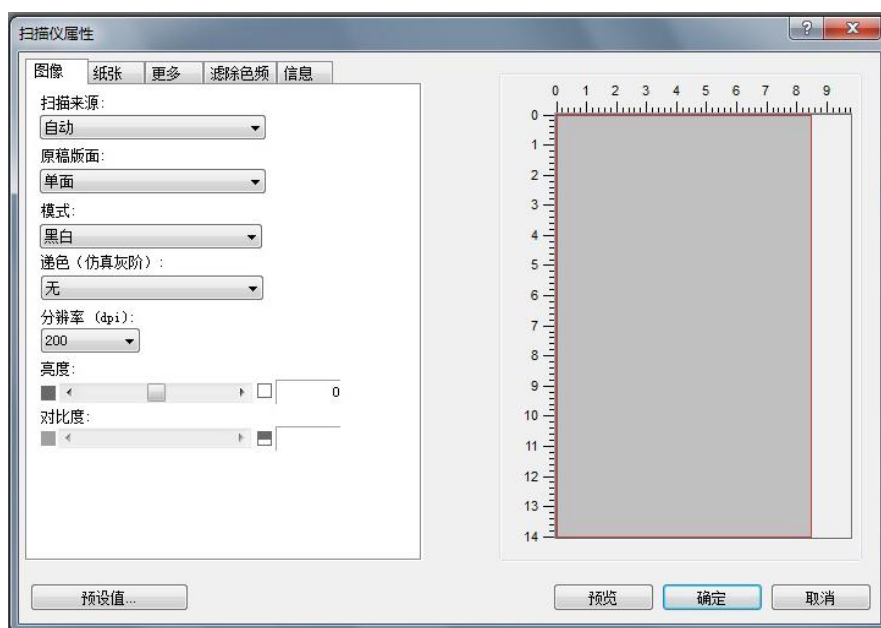 扫描仪属性
图像 纸张 更多 滤除色频 信息
扫描来源:
自动
原稿版面:
单面
模式:
黑白
递色（仿真灰阶）:
无
分辨率 (dpi):
200
亮度:
0
对比度:
0 1 2 3 4 5 6 7 8 9
0
1
2
3
4
5
6
7
8
9
10
11
12
13
14
预设值...
预览 确定 取消